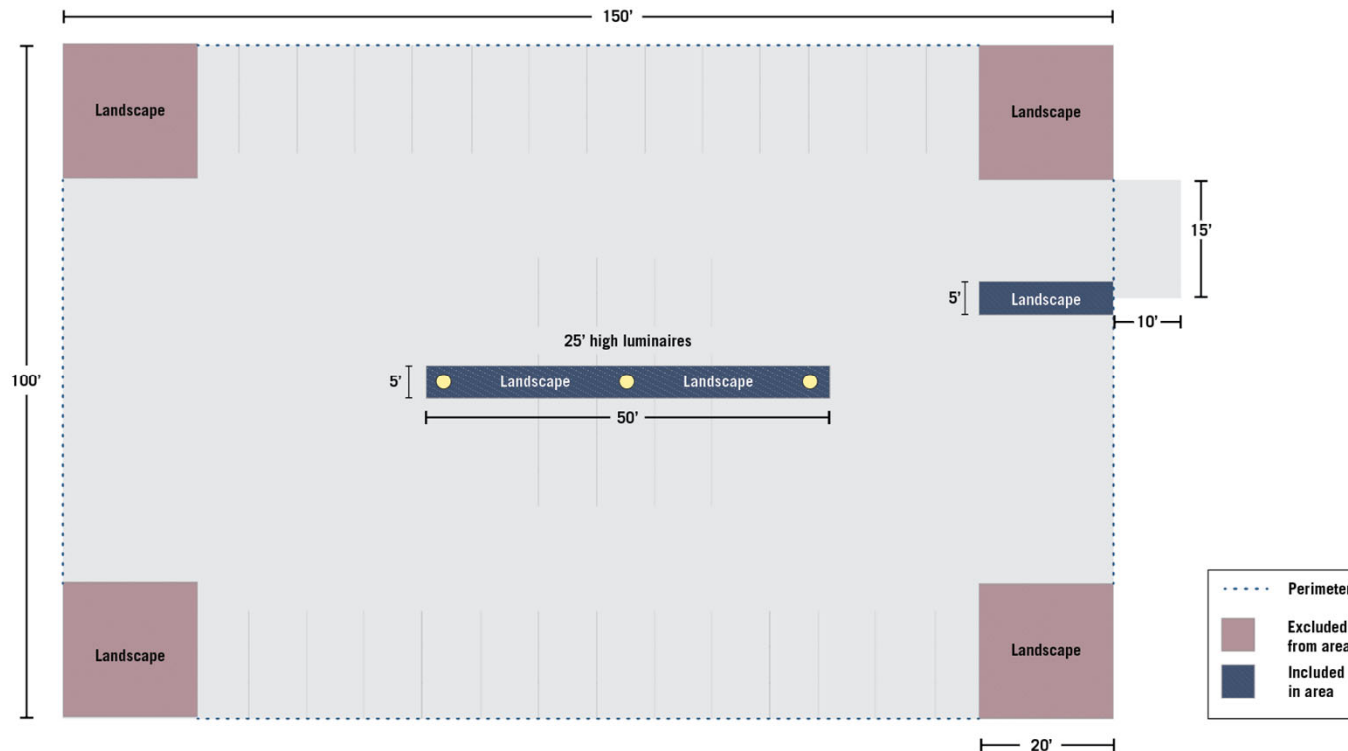 150'
Landscape
Landscape
15'
5'
Landscape
10'
25' high luminaires
100'
5'
Landscape
Landscape
50'
Landscape
Landscape
20'
Perimeter
Excluded
from area
Included
in area